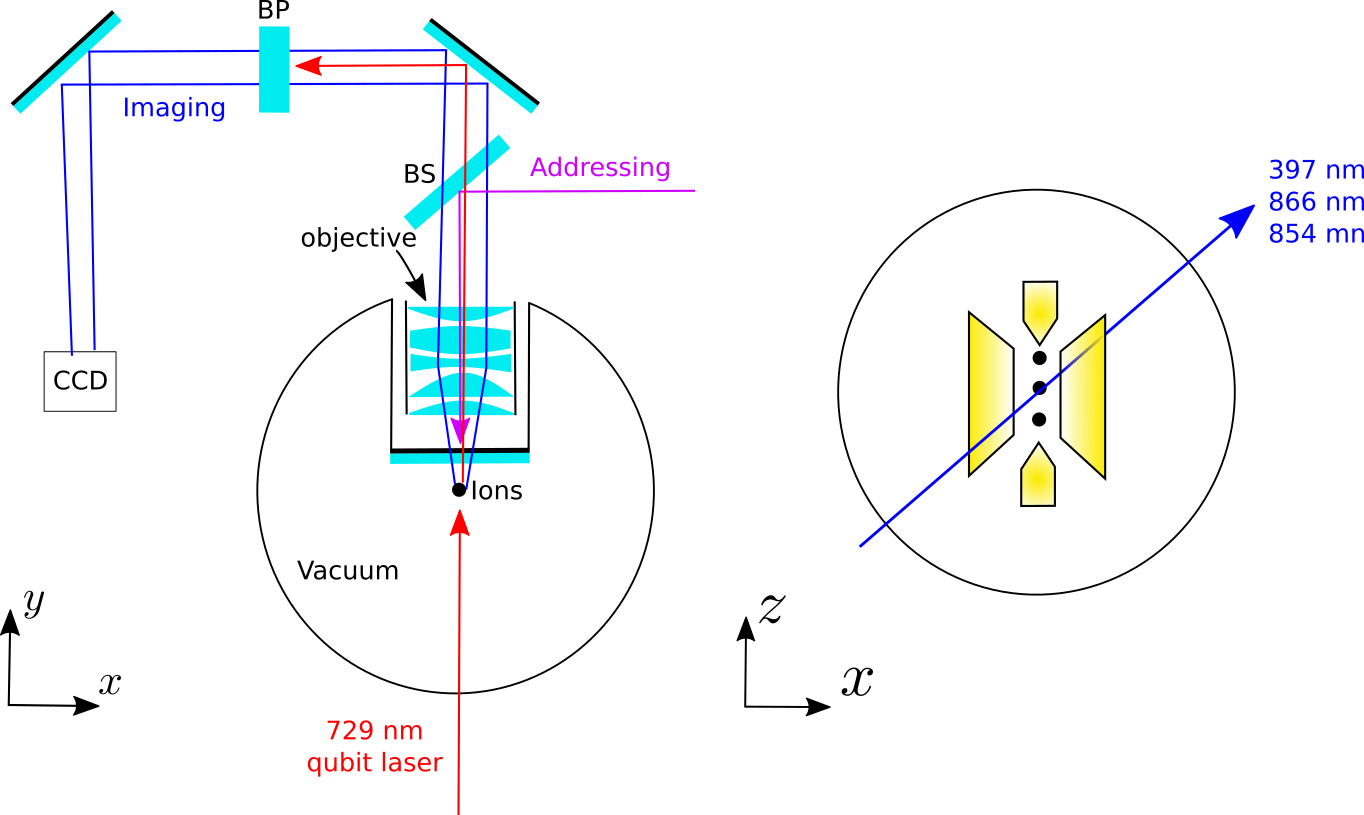 BP
Imaging
BS
Addressing
objective
CCD
Ions
Vacuum
y
x
729 nm
qubit laser
397 nm
866 nm
854 mn
z
x